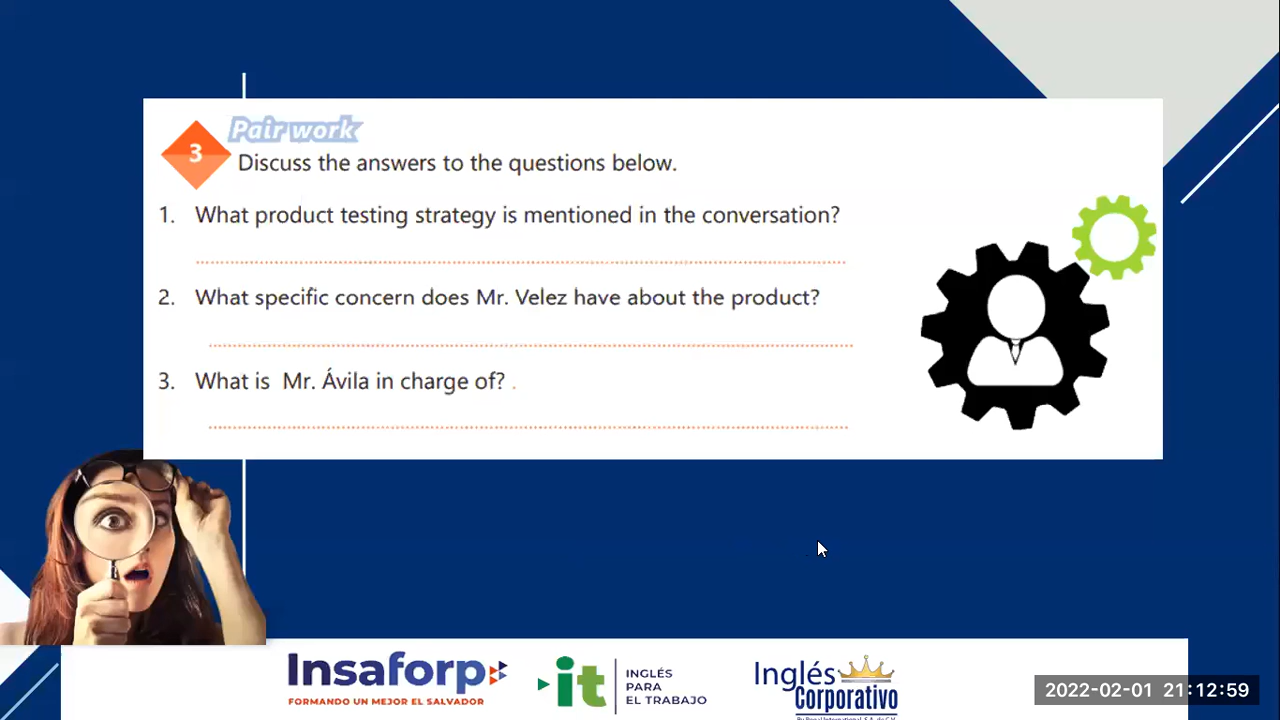 Pair work
3
Discuss the answers to the questions below.
1. What product testing strategy is mentioned in the conversation?
2. What specific concern does Mr. Velez have about the product?
3. What is Mr. Ávila in charge of? .
Insaforp
FORMANDO UN MEJOR EL SALVADOR
it
INGLÉS
PARA
EL TRABAJO
Inglés
Corporativo
2022-02-01 21:12:59